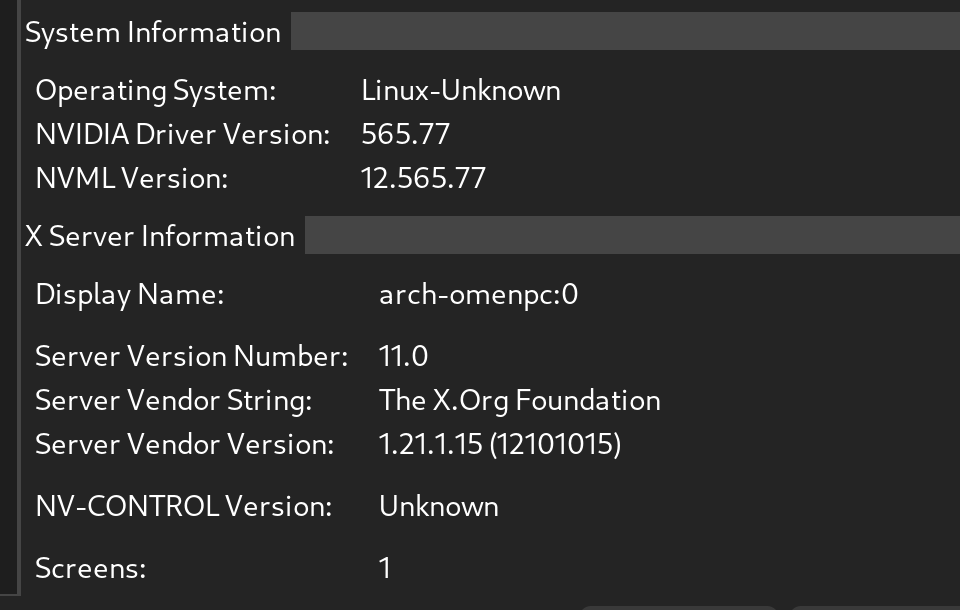 System Information
Operating System: Linux-Unknown
NVIDIA Driver Version: 565.77
NVML Version: 12.565.77
X Server Information
Display Name: arch-omenpc:0
Server Version Number: 11.0
Server Vendor String: The X.Org Foundation
Server Vendor Version: 1.21.1.15 (12101015)
NV-CONTROL Version: Unknown
Screens: 1